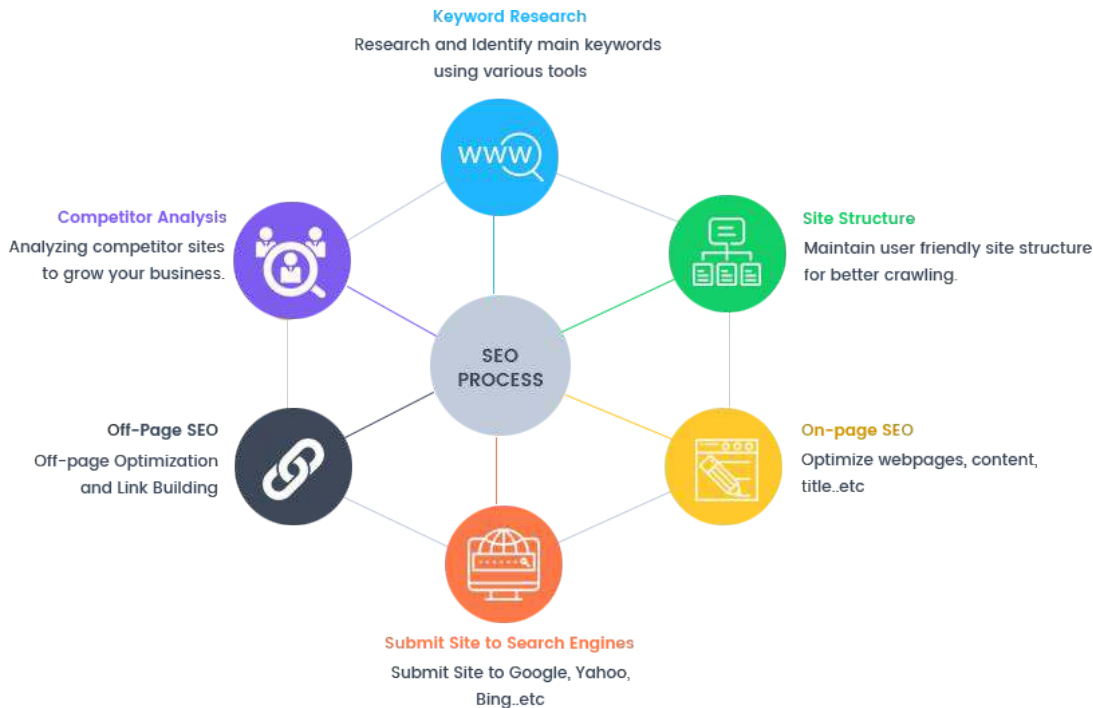 Keyword Research
Research and Identify main keywords
using various tools
www
Competitor Analysis
Analyzing competitor sites
to grow your business.
Site Structure
Maintain user friendly site structure
for better crawling.
SEO
PROCESS
Off-Page SEO
Off-page Optimization
and Link Building
On-page SEO
Optimize webpages, content,
title..etc
Submit Site to Search Engines
Submit Site to Google, Yahoo,
Bing..etc